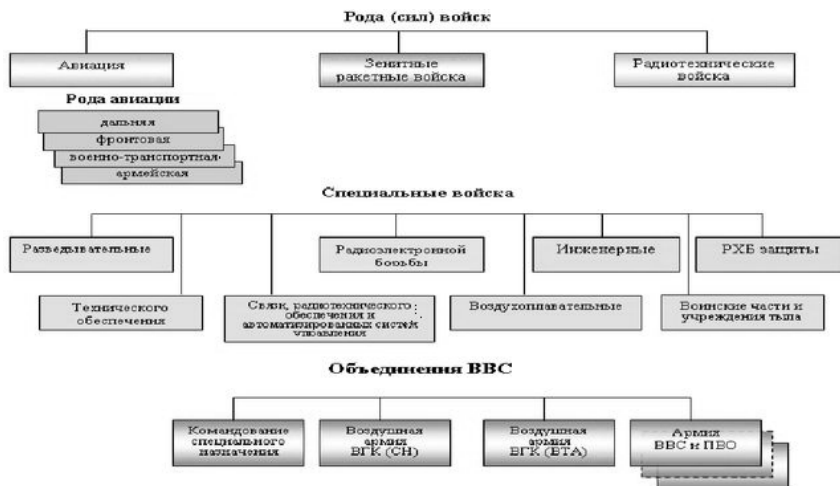 Рода (сил) войск
Авиация
Зенитные
ракетные войска
Радиотехнические
войска
Рода авиации
дальняя
фронтовая
военно-транспортная
армейская
Специальные войска
Разведывательные
Радиоэлектронной
борьбы
Инженерные
РХБ защиты
Технического
обеспечения
Связи, радиотехнического
обеспечения и
автоматизированных систем
управления
Воздухоплавательные
Воинские части и
учреждения тыла
Объединения ВВС
Командование
специального
назначения
Воздушная
армия
ВГК (СН)
Воздушная
армия
ВГК (ВТА)
Армия
ВВС и ПВО